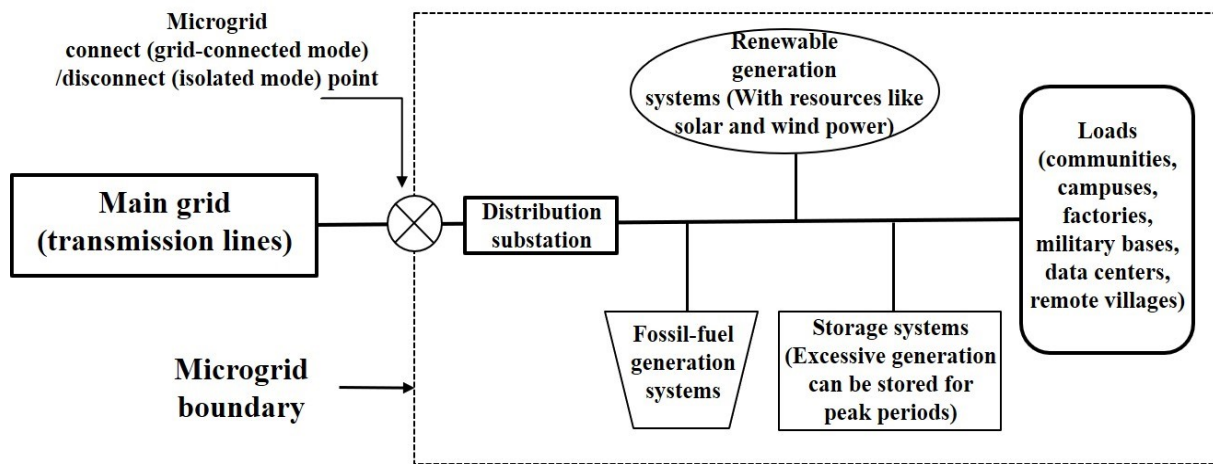 Microgrid
connect (grid-connected mode)
/disconnect (isolated mode) point
Main grid
(transmission lines)
Microgrid
boundary
Distribution
substation
Renewable
generation
systems (With resources like
solar and wind power)
Fossil-fuel
generation
systems
Storage systems
(Excessive generation
can be stored for
peak periods)
Loads
(communities,
campuses,
factories,
military bases,
data centers,
remote villages)